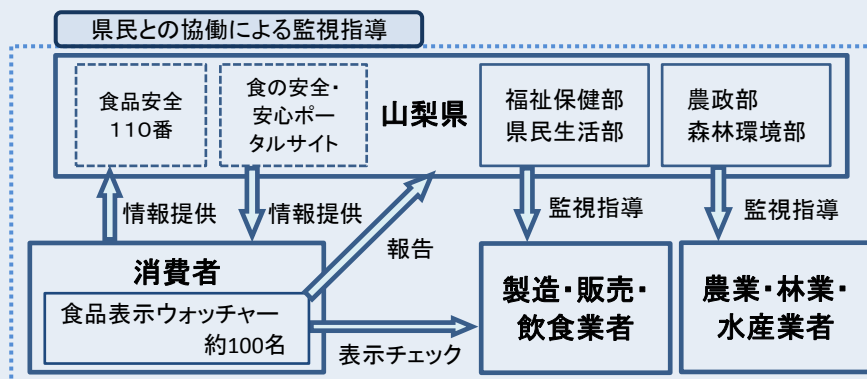 県民との協働による監視指導
食品安全
110番
食の安全・
安心ポー
タルサイト
山梨県
福祉保健部
県民生活部
農政部
森林環境部
情報提供
情報提供
報告
監視指導
監視指導
消費者
食品表示ウォッチャー
約100名
表示チェック
製造・販売・
飲食業者
農業・林業・
水産業者